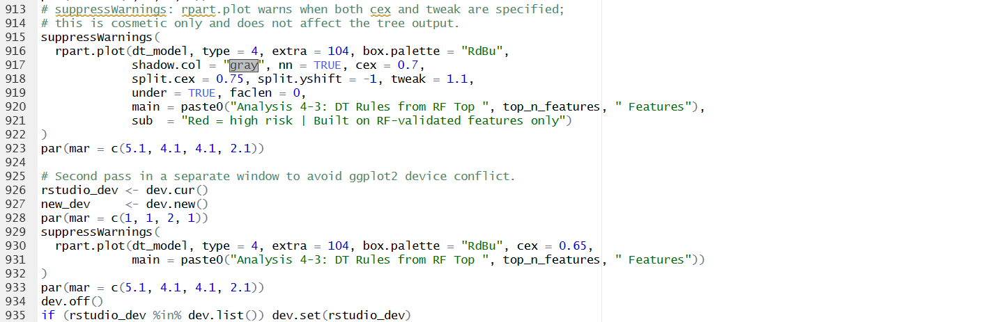 913 # suppressWarnings: rpart.plot warns when both cex and tweak are specified;
914 # this is cosmetic only and does not affect the tree output.
915 suppressWarnings(
916   rpart.plot(dt_model, type = 4, extra = 104, box.palette = "RdBu",
917              shadow.col = "gray", nn = TRUE, cex = 0.7,
918              split.cex = 0.75, split.yshift = -1, tweak = 1.1,
919              under = TRUE, faclen = 0,
920              main = paste0("Analysis 4-3: DT Rules from RF Top ", top_n_features, " Features"),
921              sub  = "Red = high risk | Built on RF-validated features only")
922 )
923 par(mar = c(5.1, 4.1, 4.1, 2.1))
924
925 # Second pass in a separate window to avoid ggplot2 device conflict.
926 rstudio_dev <- dev.cur()
927 new_dev     <- dev.new()
928 par(mar = c(1, 1, 2, 1))
929 suppressWarnings(
930   rpart.plot(dt_model, type = 4, extra = 104, box.palette = "RdBu", cex = 0.65,
931              main = paste0("Analysis 4-3: DT Rules from RF Top ", top_n_features, " Features"))
932 )
933 par(mar = c(5.1, 4.1, 4.1, 2.1))
934 dev.off()
935 if (rstudio_dev %in% dev.list()) dev.set(rstudio_dev)